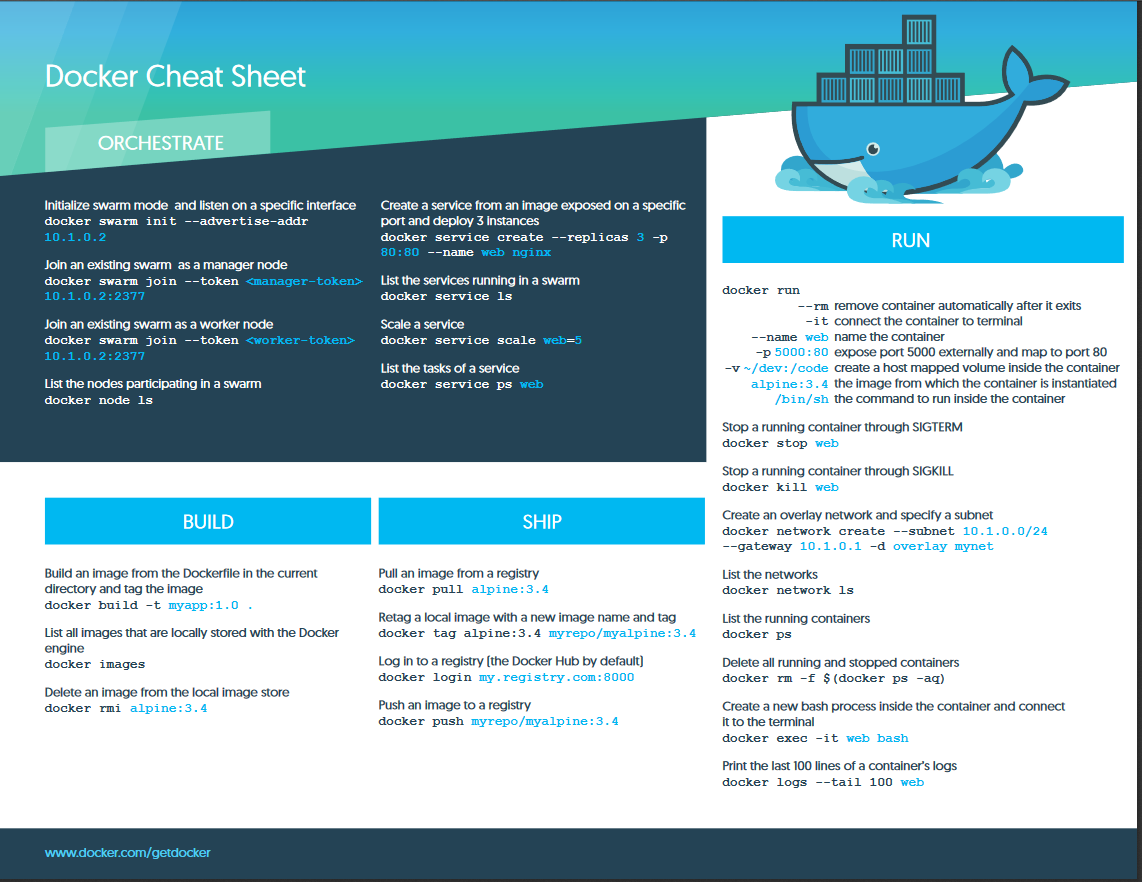 Docker Cheat Sheet
ORCHESTRATE
Initialize swarm mode and listen on a specific interface
docker swarm init --advertise-addr
10.1.0.2
Join an existing swarm as a manager node
docker swarm join --token <manager-token>
10.1.0.2:2377
Join an existing swarm as a worker node
docker swarm join --token <worker-token>
10.1.0.2:2377
List the nodes participating in a swarm
docker node ls
Create a service from an image exposed on a specific
port and deploy 3 instances
docker service create --replicas 3 -p
80:80 --name web nginx
List the services running in a swarm
docker service ls
Scale a service
docker service scale web=5
List the tasks of a service
docker service ps web
BUILD
Build an image from the Dockerfile in the current
directory and tag the image
docker build -t myapp:1.0 .
List all images that are locally stored with the Docker
engine
docker images
Delete an image from the local image store
docker rmi alpine:3.4
SHIP
Pull an image from a registry
docker pull alpine:3.4
Retag a local image with a new image name and tag
docker tag alpine:3.4 myrepo/myalpine:3.4
Log in to a registry (the Docker Hub by default)
docker login my.registry.com:8000
Push an image to a registry
docker push myrepo/myalpine:3.4
RUN
docker run
--rm remove container automatically after it exits
-it connect the container to terminal
--name web name the container
-p 5000:80 expose port 5000 externally and map to port 80
-v ~/dev:/code create a host mapped volume inside the container
alpine:3.4 the image from which the container is instantiated
/bin/sh the command to run inside the container
Stop a running container through SIGTERM
docker stop web
Stop a running container through SIGKILL
docker kill web
Create an overlay network and specify a subnet
docker network create --subnet 10.1.0.0/24
--gateway 10.1.0.1 -d overlay mynet
List the networks
docker network ls
List the running containers
docker ps
Delete all running and stopped containers
docker rm -f $(docker ps -aq)
Create a new bash process inside the container and connect
it to the terminal
docker exec -it web bash
Print the last 100 lines of a container's logs
docker logs --tail 100 web
www.docker.com/getdocker